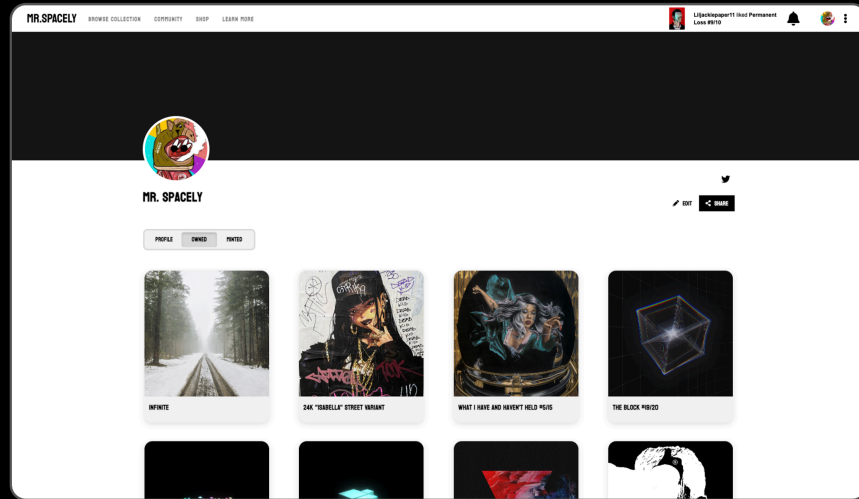 MR.SPACELY
BROWSE COLLECTION
COMMUNITY
SHOP
LEARN MORE
Liljackiepaper11 liked Permanent
Loss #9/10
MR. SPACELY
EDIT
SHARE
PROFILE
OWNED
MINTED
INFINITE
24K "ISABELLA" STREET VARIANT
WHAT I HAVE AND HAVEN'T HELD #5/15
THE BLOCK #19/20